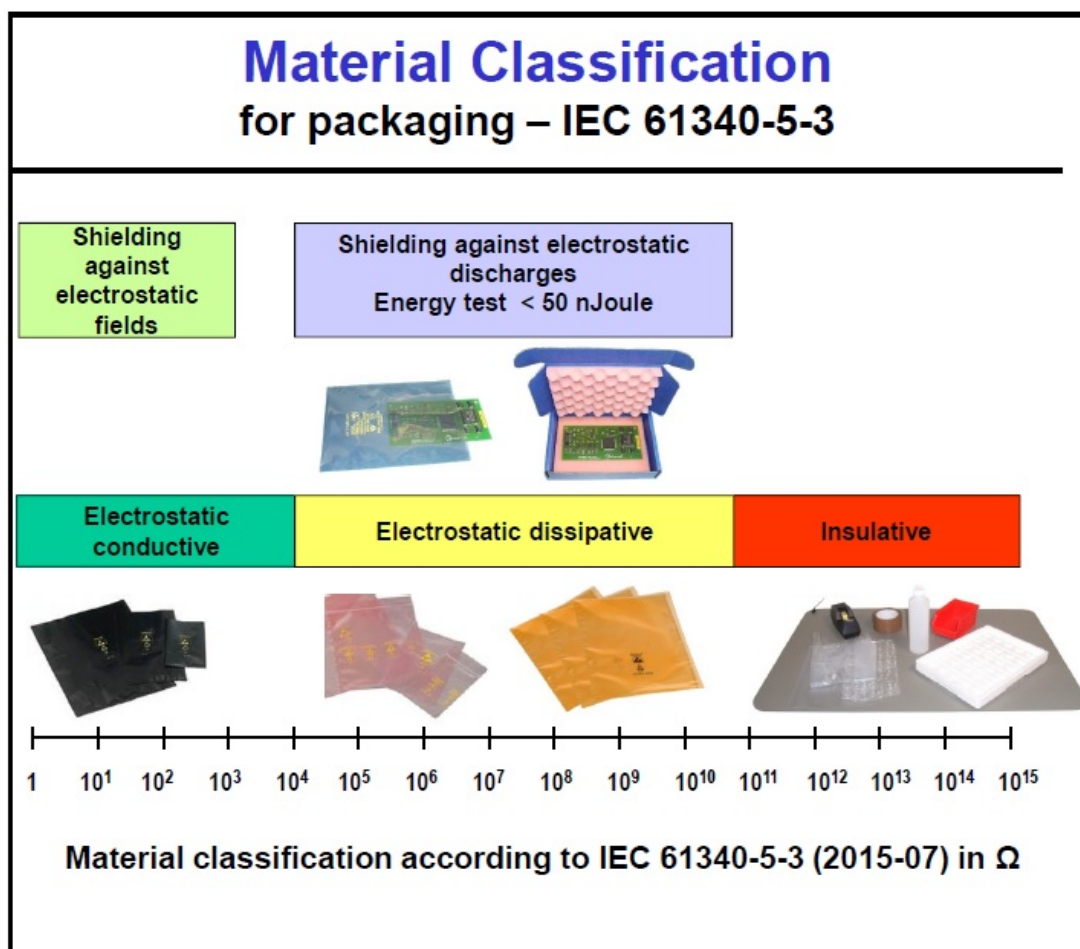 Material Classification
for packaging – IEC 61340-5-3
Shielding
against
electrostatic
fields
Shielding against electrostatic
discharges
Energy test < 50 nJoule
Electrostatic
conductive
Electrostatic dissipative
Insulative
1 10¹ 10² 10³ 10⁴ 10⁵ 10⁶ 10⁷ 10⁸ 10⁹ 10¹⁰ 10¹¹ 10¹² 10¹³ 10¹⁴ 10¹⁵
Material classification according to IEC 61340-5-3 (2015-07) in Ω